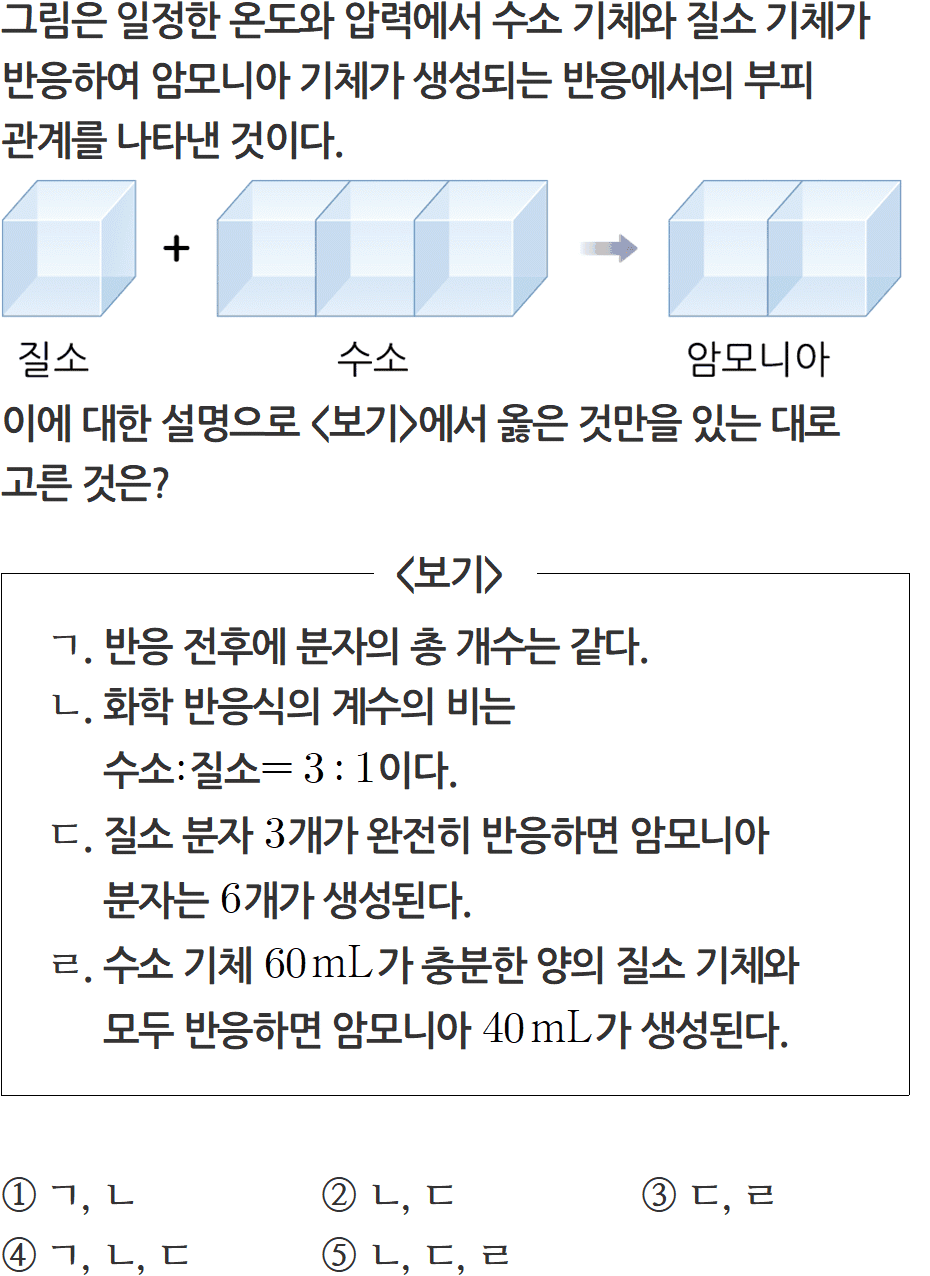 그림은 일정한 온도와 압력에서 수소 기체와 질소 기체가
반응하여 암모니아 기체가 생성되는 반응에서의 부피
관계를 나타낸 것이다.
+
질소 수소 암모니아
이에 대한 설명으로 <보기>에서 옳은 것만을 있는 대로
고른 것은?
<보기>
ㄱ. 반응 전후에 분자의 총 개수는 같다.
ㄴ. 화학 반응식의 계수의 비는
수소:질소= 3 : 1이다.
ㄷ. 질소 분자 3개가 완전히 반응하면 암모니아
분자는 6개가 생성된다.
ㄹ. 수소 기체 60 mL가 충분한 양의 질소 기체와
모두 반응하면 암모니아 40 mL가 생성된다.
① ㄱ, ㄴ ② ㄴ, ㄷ ③ ㄷ, ㄹ
④ ㄱ, ㄴ, ㄷ ⑤ ㄴ, ㄷ, ㄹ